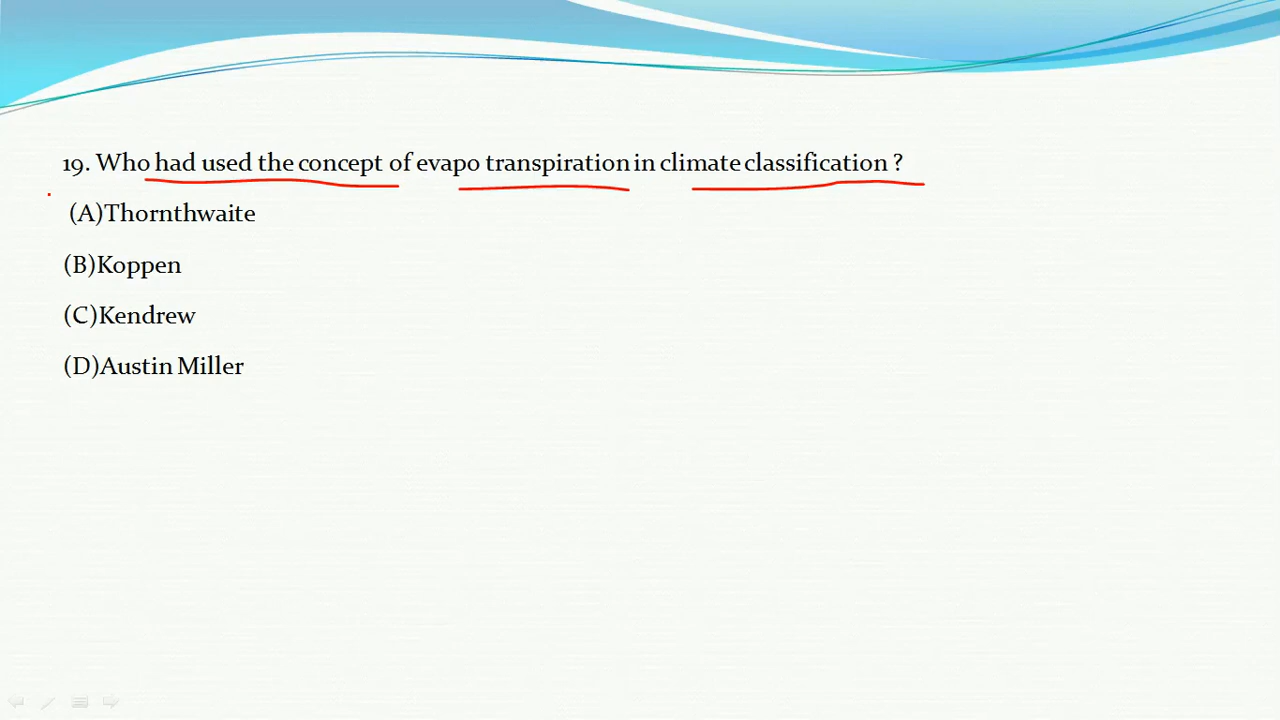 19. Who had used the concept of evapo transpiration in climate classification ?
(A)Thornthwaite
(B)Koppen
(C)Kendrew
(D)Austin Miller